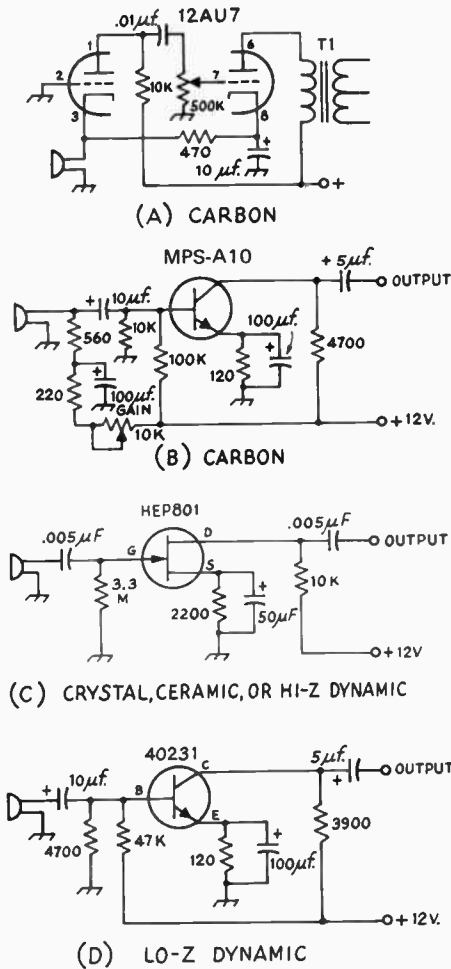 12AU7
.01µf
T1
1
6
2
7
10K
500K
3
8
470
+
10 µf.
+
(A) CARBON
MPS-A10
+ 5µf.
OUTPUT
+ 10µf.
10K
100µf.
+
560
100K
4700
+
120
220
100µf
GAIN
10K
+12V.
(B) CARBON
HEP801
.005µF
.005µF
D
OUTPUT
G
S
+
3.3
M
10K
2200
50µF
+12V
(C) CRYSTAL, CERAMIC, OR HI-Z DYNAMIC
40231
5µf.
C
+ 10µf.
+
OUTPUT
B
E
+
4700
47K
3900
120
100µf.
+12V.
(D) LO-Z DYNAMIC